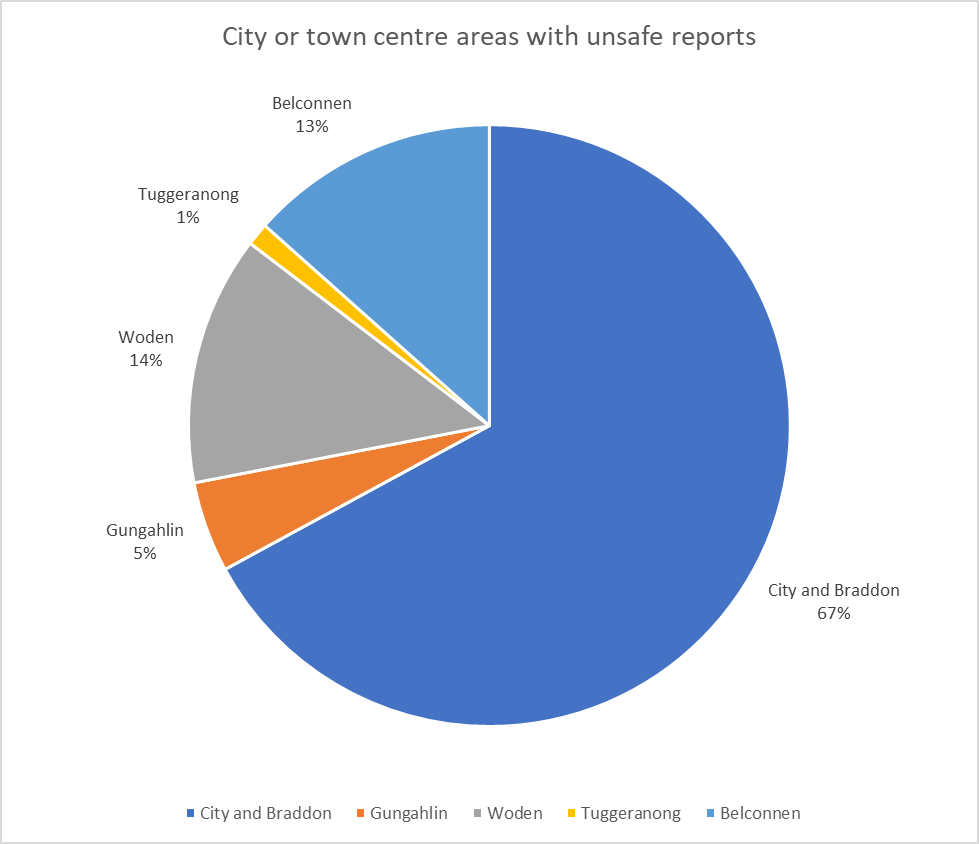 City or town centre areas with unsafe reports
Belconnen
13%
Tuggeranong
1%
Woden
14%
Gungahlin
5%
City and Braddon
67%
City and Braddon Gungahlin Woden Tuggeranong Belconnen